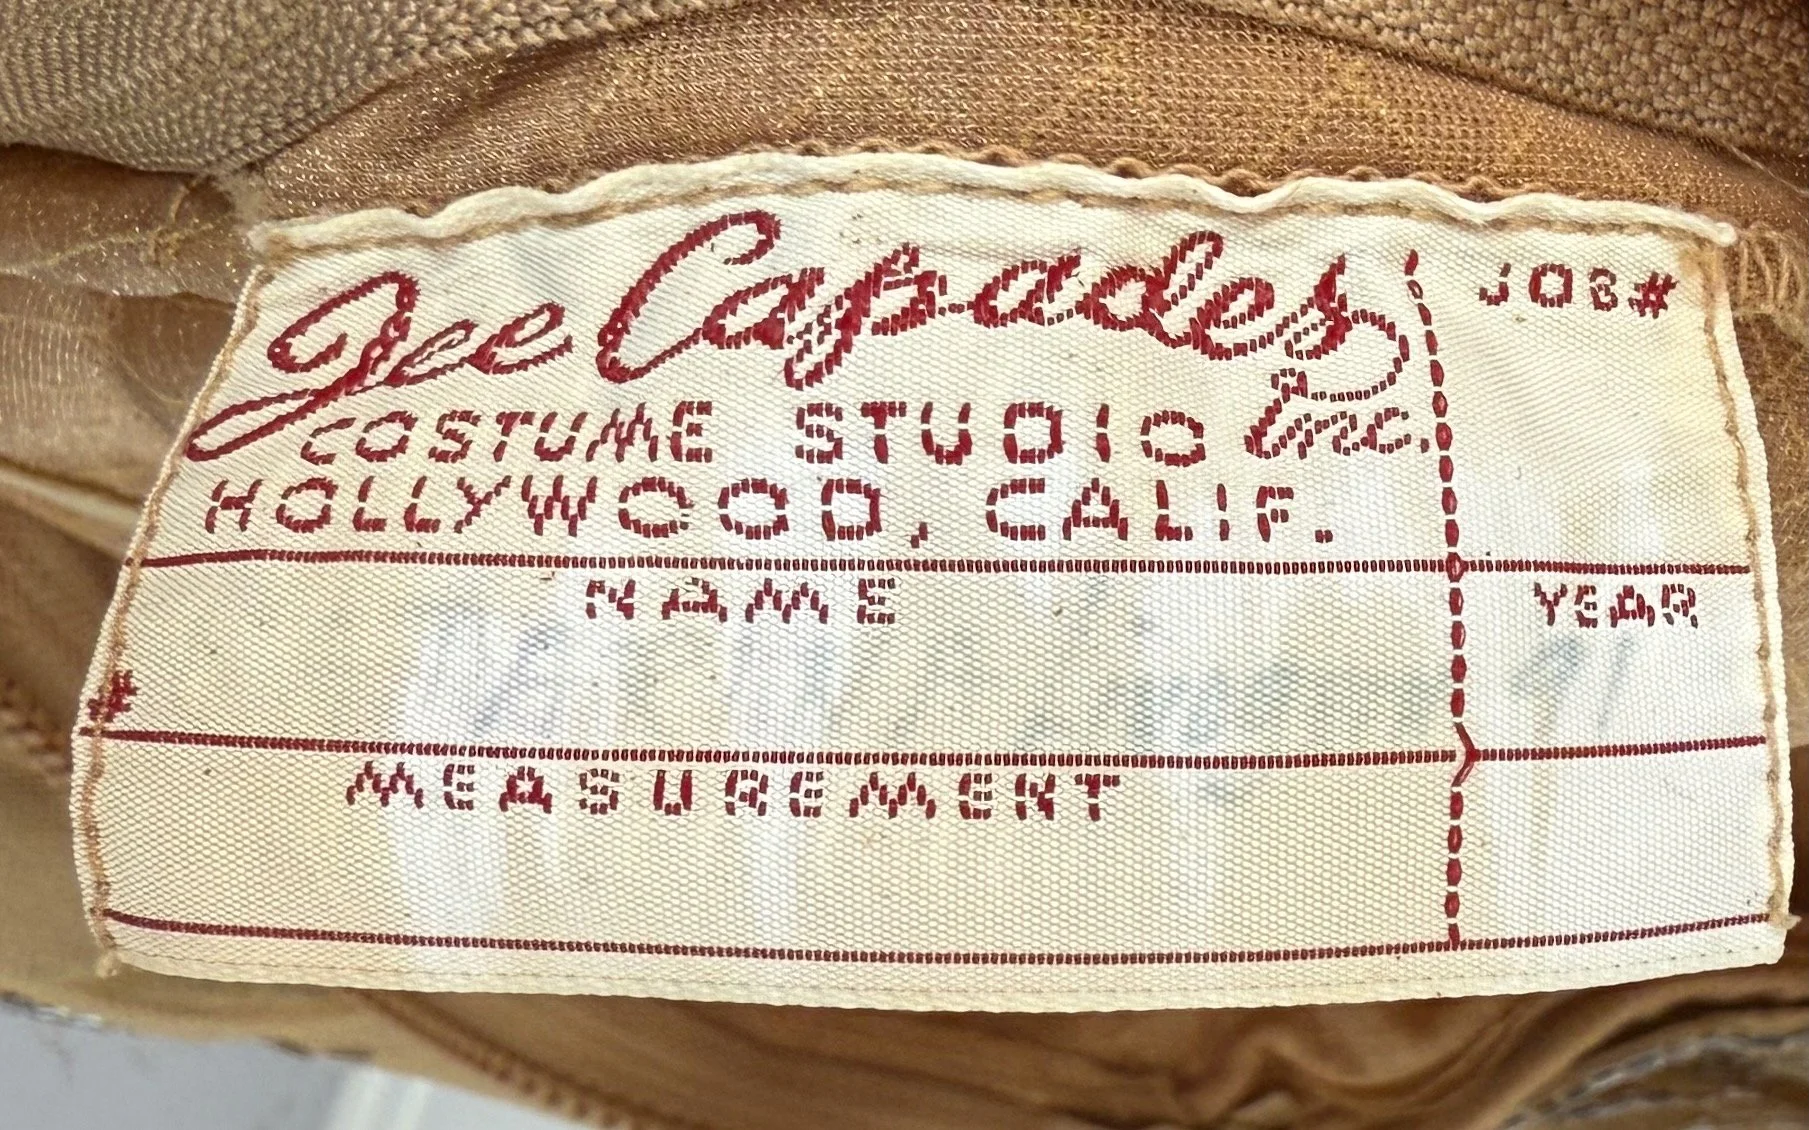 Ice Capades JOB#
COSTUME STUDIO Inc.
HOLLYWOOD, CALIF.
NAME YEAR
#
MEASUREMENT